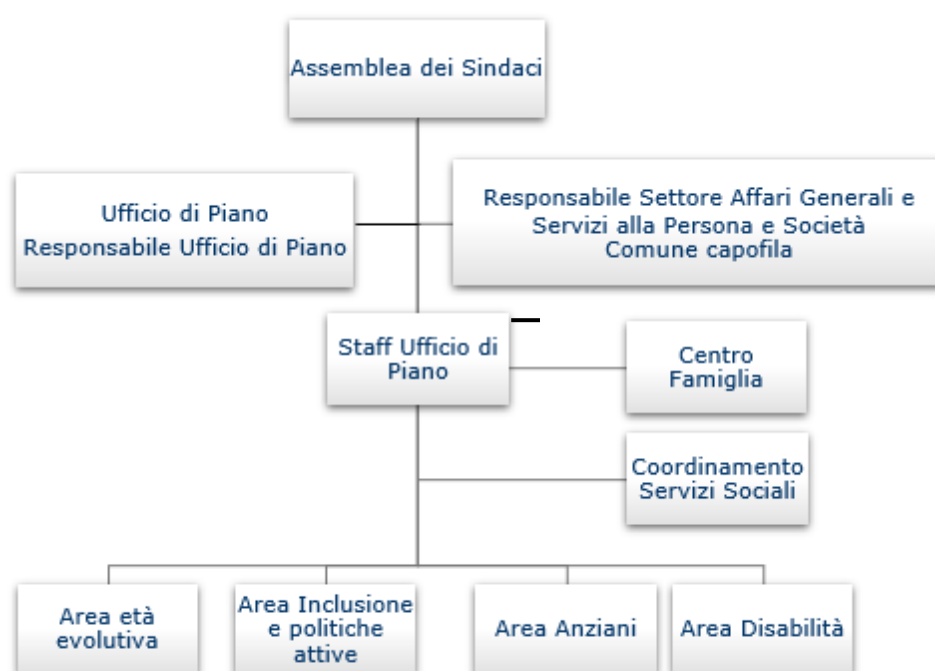 Assemblea dei Sindaci
Ufficio di Piano
Responsabile Ufficio di Piano
Responsabile Settore Affari Generali e
Servizi alla Persona e Società
Comune capofila
Staff Ufficio di
Piano
Centro
Famiglia
Coordinamento
Servizi Sociali
Area età
evolutiva
Area Inclusione
e politiche
attive
Area Anziani
Area Disabilità